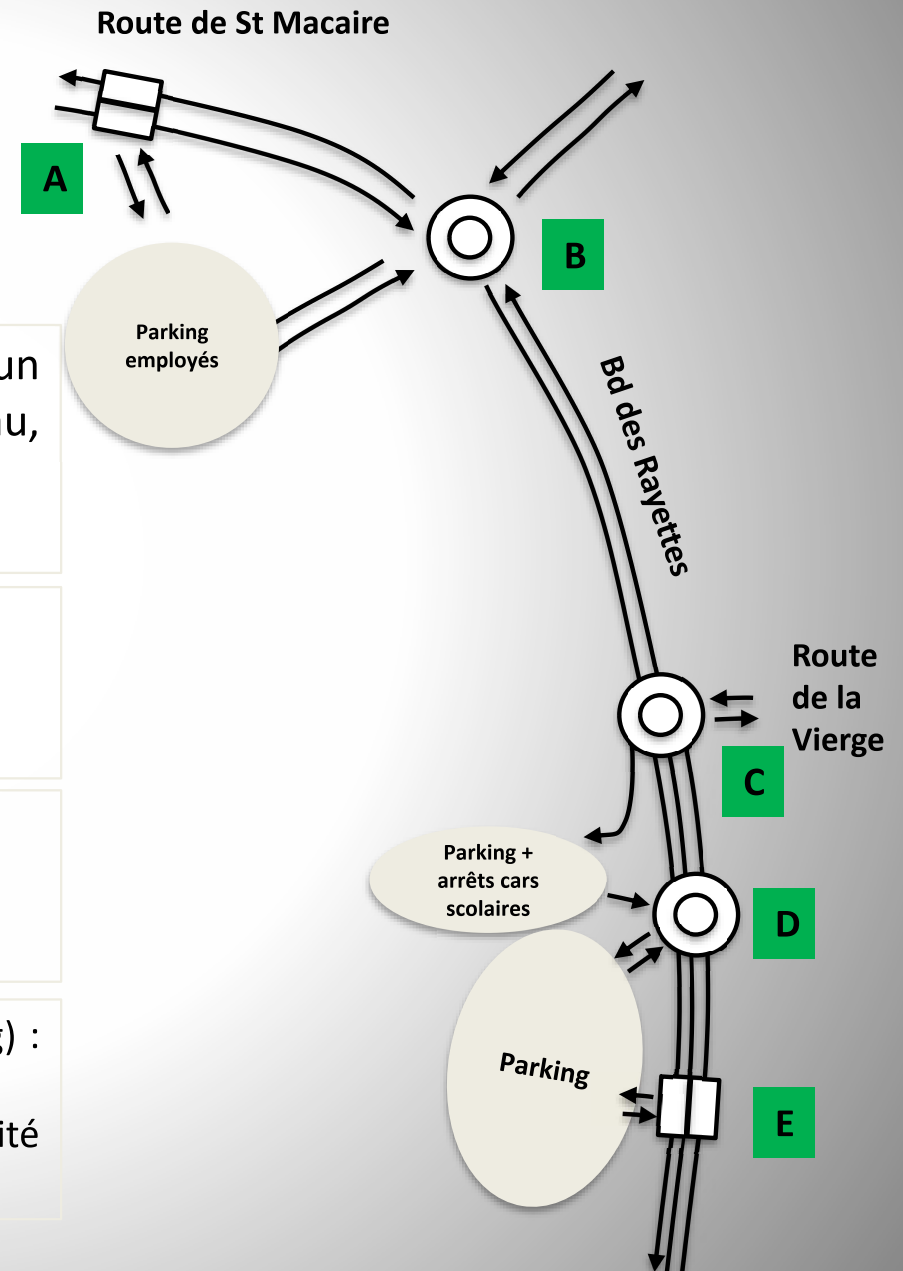 Route de St Macaire
A
B
Parking
employés
un
u,
Bd des Rayettes
Route
de la
Vierge
C
Parking +
arrêts cars
scolaires
D
Parking
) :
E
ité